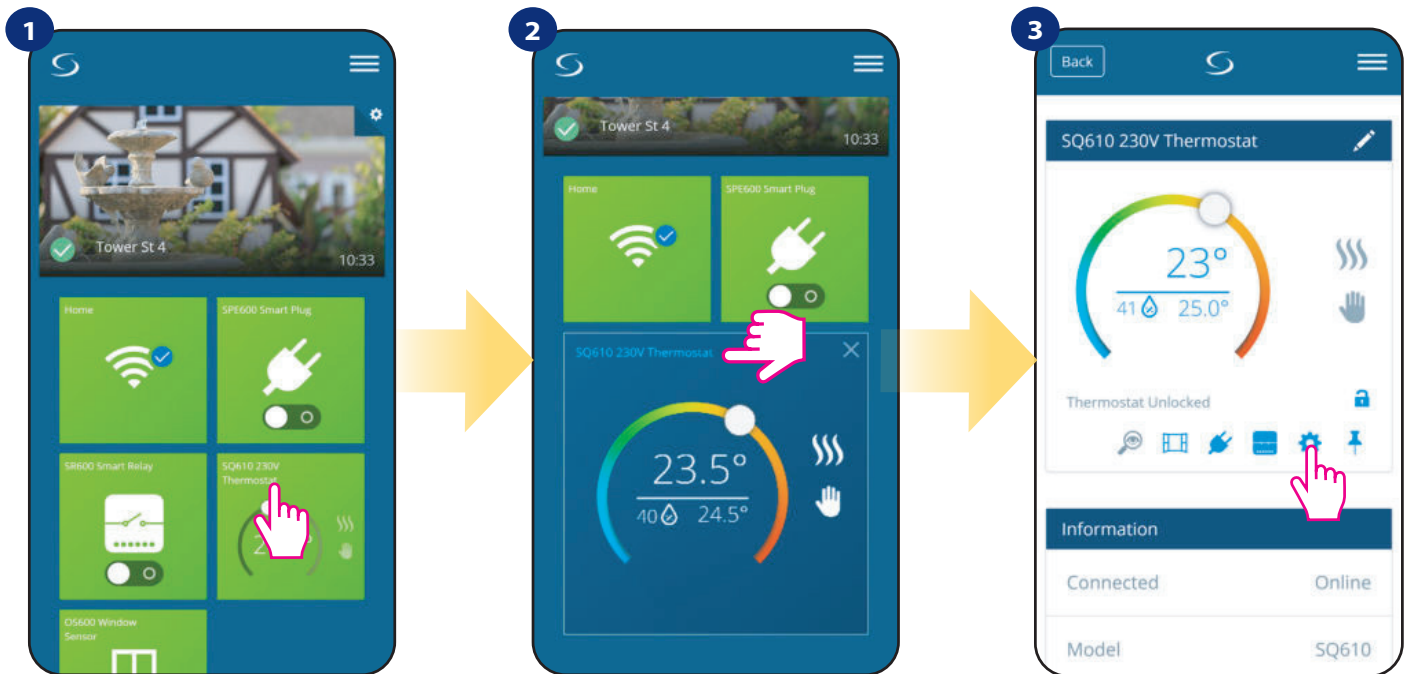 1
Tower St 4
10:33
Home
SPE600 Smart Plug
SR600 Smart Relay
SQ610 230V
Thermostat
OS600 Window
Sensor
2
Tower St 4
10:33
Home
SPE600 Smart Plug
SQ610 230V Thermostat
23.5°
40 24.5°
3
Back
SQ610 230V Thermostat
23°
41 25.0°
Thermostat Unlocked
Information
Connected Online
Model SQ610